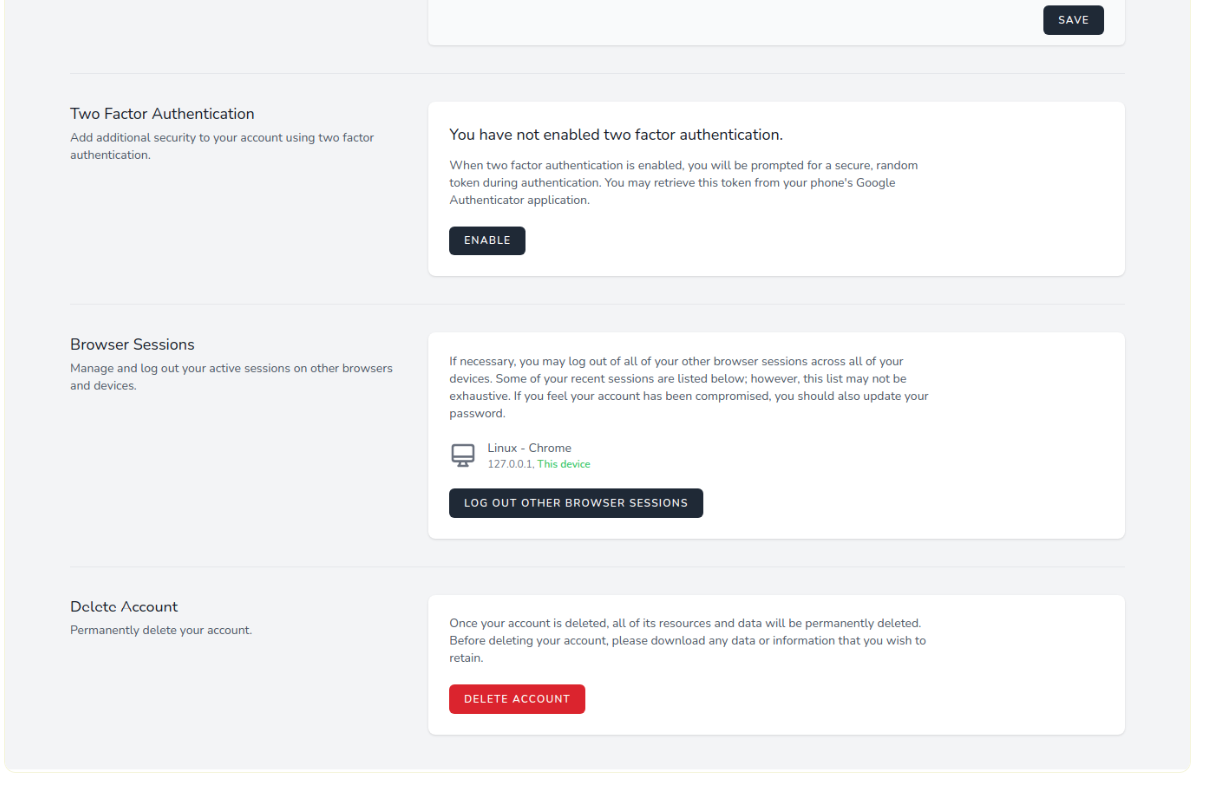 SAVE
Two Factor Authentication
Add additional security to your account using two factor
authentication.
You have not enabled two factor authentication.
When two factor authentication is enabled, you will be prompted for a secure, random
token during authentication. You may retrieve this token from your phone's Google
Authenticator application.
ENABLE
Browser Sessions
Manage and log out your active sessions on other browsers
and devices.
If necessary, you may log out of all of your other browser sessions across all of your
devices. Some of your recent sessions are listed below; however, this list may not be
exhaustive. If you feel your account has been compromised, you should also update your
password.
Linux - Chrome
127.0.0.1, This device
LOG OUT OTHER BROWSER SESSIONS
Delete Account
Permanently delete your account.
Once your account is deleted, all of its resources and data will be permanently deleted.
Before deleting your account, please download any data or information that you wish to
retain.
DELETE ACCOUNT